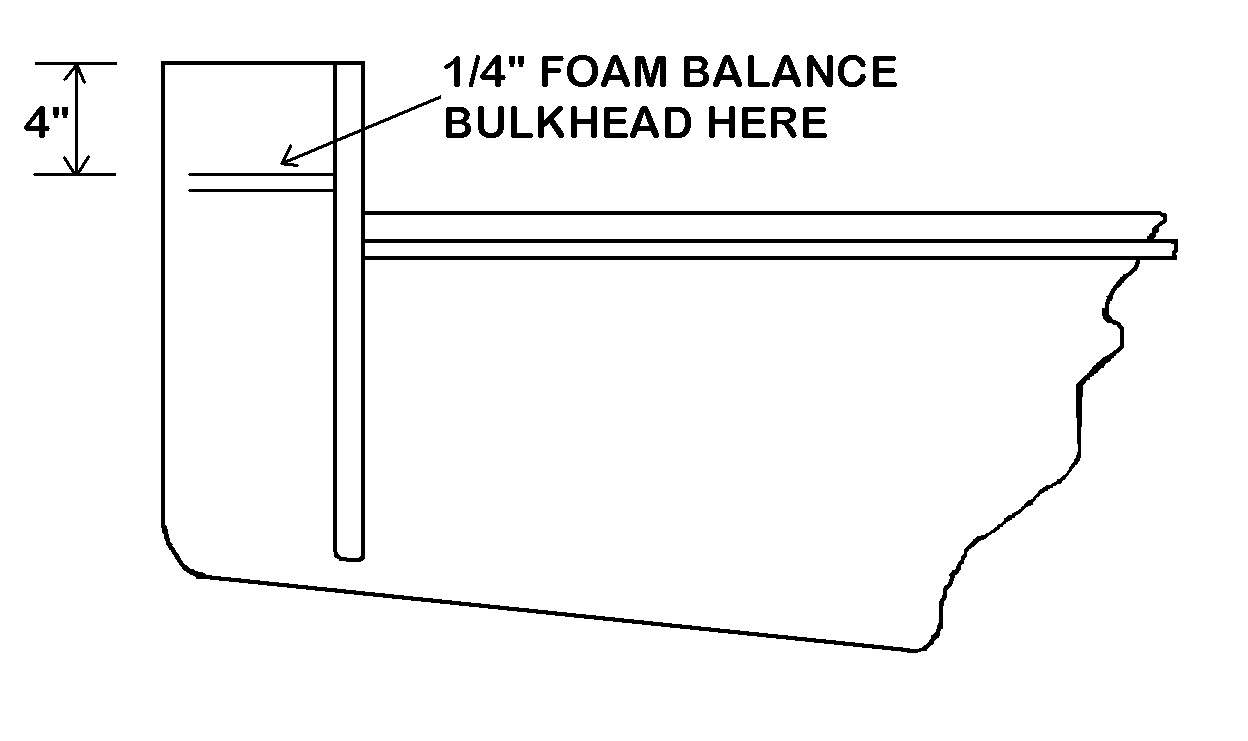 1/4" FOAM BALANCE
BULKHEAD HERE
4"